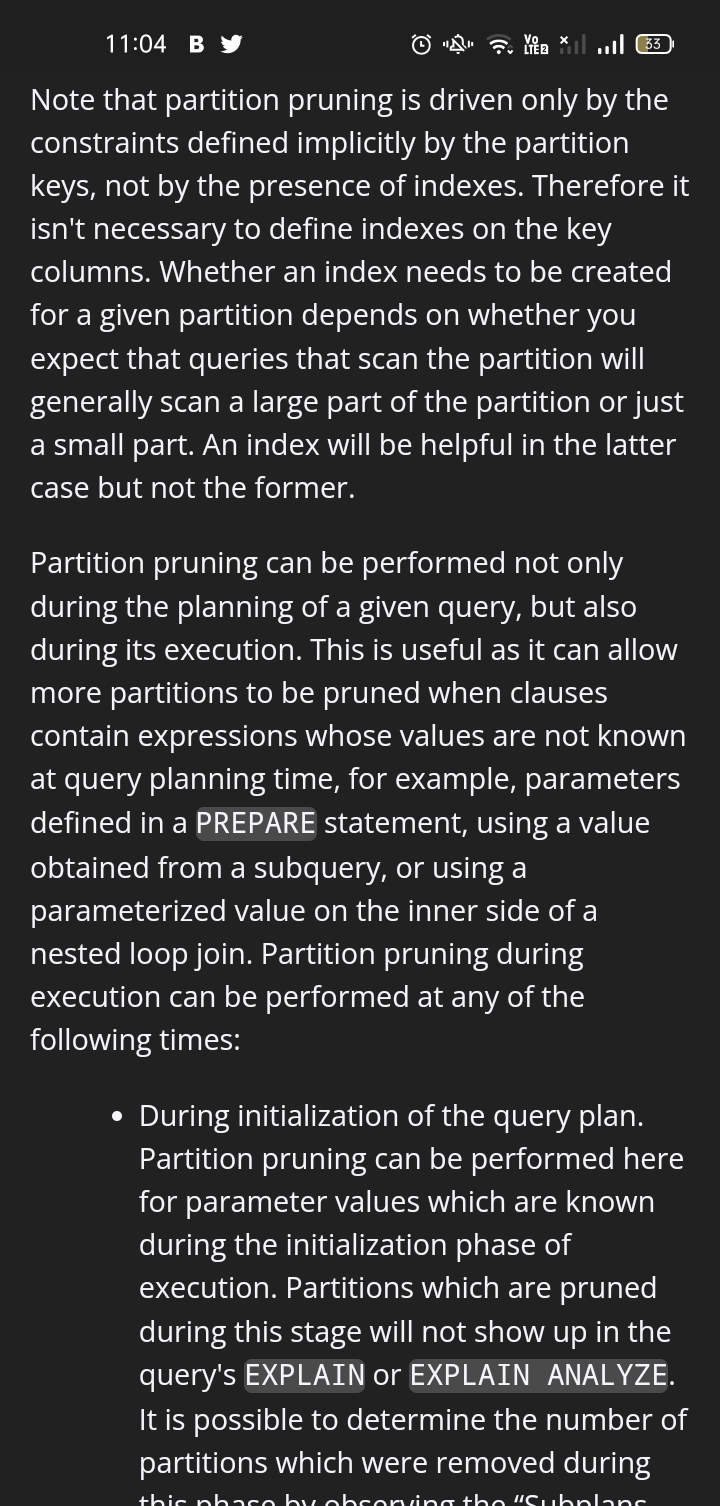 11:04 B Vo LTE2 33
Note that partition pruning is driven only by the
constraints defined implicitly by the partition
keys, not by the presence of indexes. Therefore it
isn't necessary to define indexes on the key
columns. Whether an index needs to be created
for a given partition depends on whether you
expect that queries that scan the partition will
generally scan a large part of the partition or just
a small part. An index will be helpful in the latter
case but not the former.
Partition pruning can be performed not only
during the planning of a given query, but also
during its execution. This is useful as it can allow
more partitions to be pruned when clauses
contain expressions whose values are not known
at query planning time, for example, parameters
defined in a PREPARE statement, using a value
obtained from a subquery, or using a
parameterized value on the inner side of a
nested loop join. Partition pruning during
execution can be performed at any of the
following times:
• During initialization of the query plan.
Partition pruning can be performed here
for parameter values which are known
during the initialization phase of
execution. Partitions which are pruned
during this stage will not show up in the
query's EXPLAIN or EXPLAIN ANALYZE.
It is possible to determine the number of
partitions which were removed during
this phase by observing the “Subplans